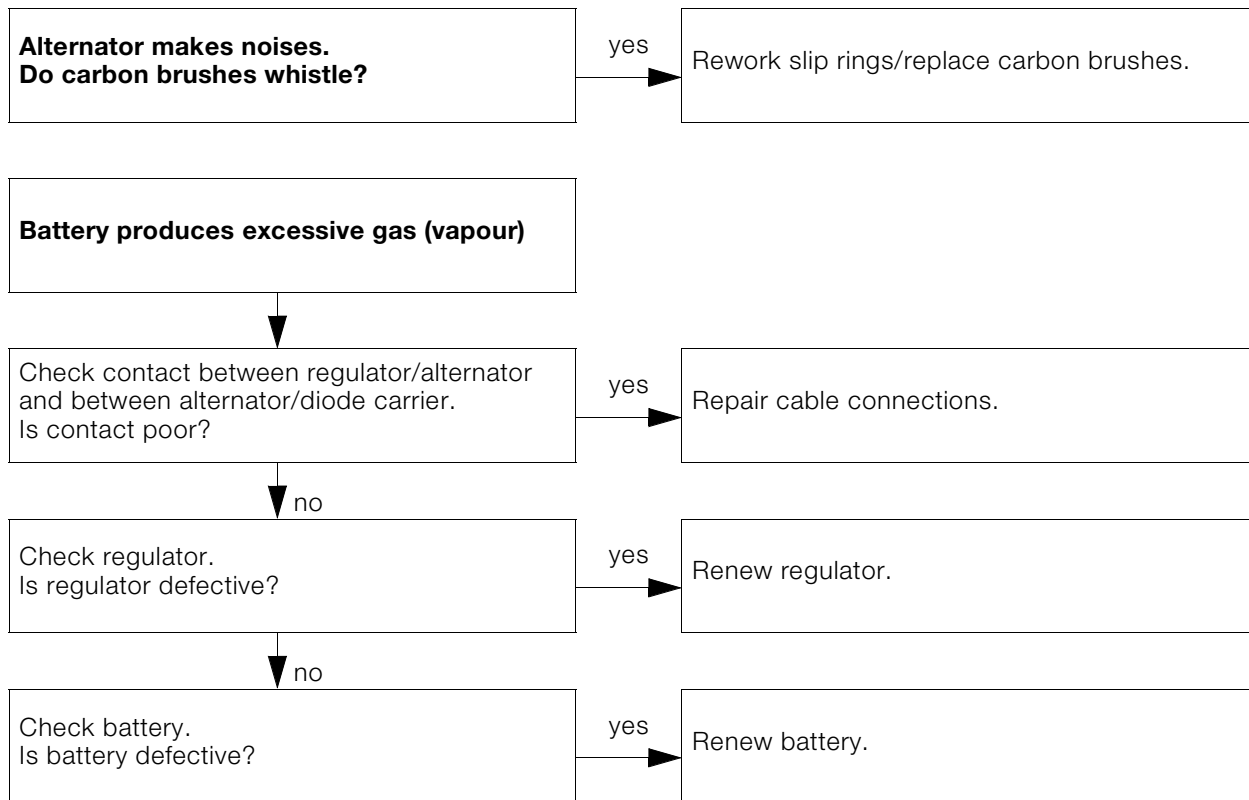 Alternator makes noises.
Do carbon brushes whistle?
yes
Rework slip rings/replace carbon brushes.
Battery produces excessive gas (vapour)
Check contact between regulator/alternator
and between alternator/diode carrier.
Is contact poor?
yes
Repair cable connections.
no
Check regulator.
Is regulator defective?
yes
Renew regulator.
no
Check battery.
Is battery defective?
yes
Renew battery.